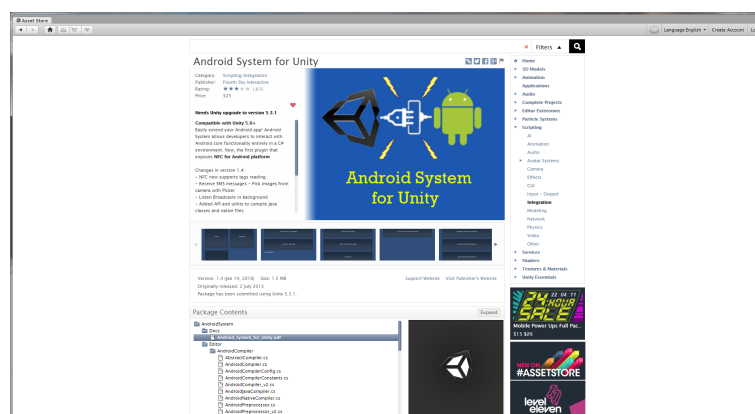 Asset Store
Language:English
Create Account
Lo
Filters
Android System for Unity
Category: Scripting/Integration
Publisher: Fourth Sky Interactive
Rating:
Price: $25
Needs Unity upgrade to version 5.3.1
Compatible with Unity 5.0+
Easily extend your Android app! Android
System allows developers to interact with
Android core functionality entirely in a C#
environment. Now, the first plugin that
exposes NFC for Android platform
Changes in version 1.4
- NFC now supports tags reading
- Receive SMS messages - Pick images from
camera with Picker
- Listen Broadcasts in background
- Added API and utility to compile java
classes and native files
Android System
for Unity
Version: 1.4 (Jan 14, 2016) Size: 1.5 MB
Originally released: 2 July 2013
Package has been submitted using Unity 5.3.1.
Support Website Visit Publisher's Website
Package Contents
Expand
AndroidSystem
Docs
Android_System_for_Unity.pdf
Editor
AndroidCompiler
AbstractCompiler.cs
AndroidCompiler.cs
AndroidCompilerConfig.cs
AndroidCompilerConstants.cs
AndroidCompiler_v2.cs
AndroidJavaCompiler.cs
AndroidNativeCompiler.cs
AndroidPreprocessor.cs
AndroidPreprocessor_v2.cs
Home
3D Models
Animation
Applications
Audio
Complete Projects
Editor Extensions
Particle Systems
Scripting
AI
Animation
Audio
Avatar Systems
Camera
Effects
GUI
Input - Output
Integration
Modeling
Network
Physics
Video
Other
Services
Shaders
Textures & Materials
Unity Essentials
22 04 11
24 HOUR
SALE
Mobile Power Ups Full Pac..
$15 $25
NEW ON
#ASSETSTORE
level
eleven